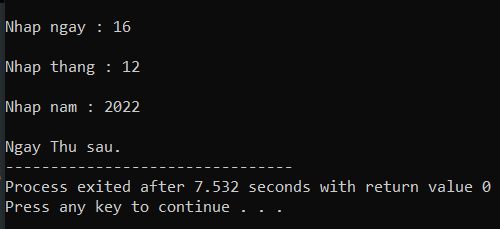 Nhap ngay : 16
Nhap thang : 12
Nhap nam : 2022
Ngay Thu sau.
--------------------------------
Process exited after 7.532 seconds with return value 0
Press any key to continue . . .